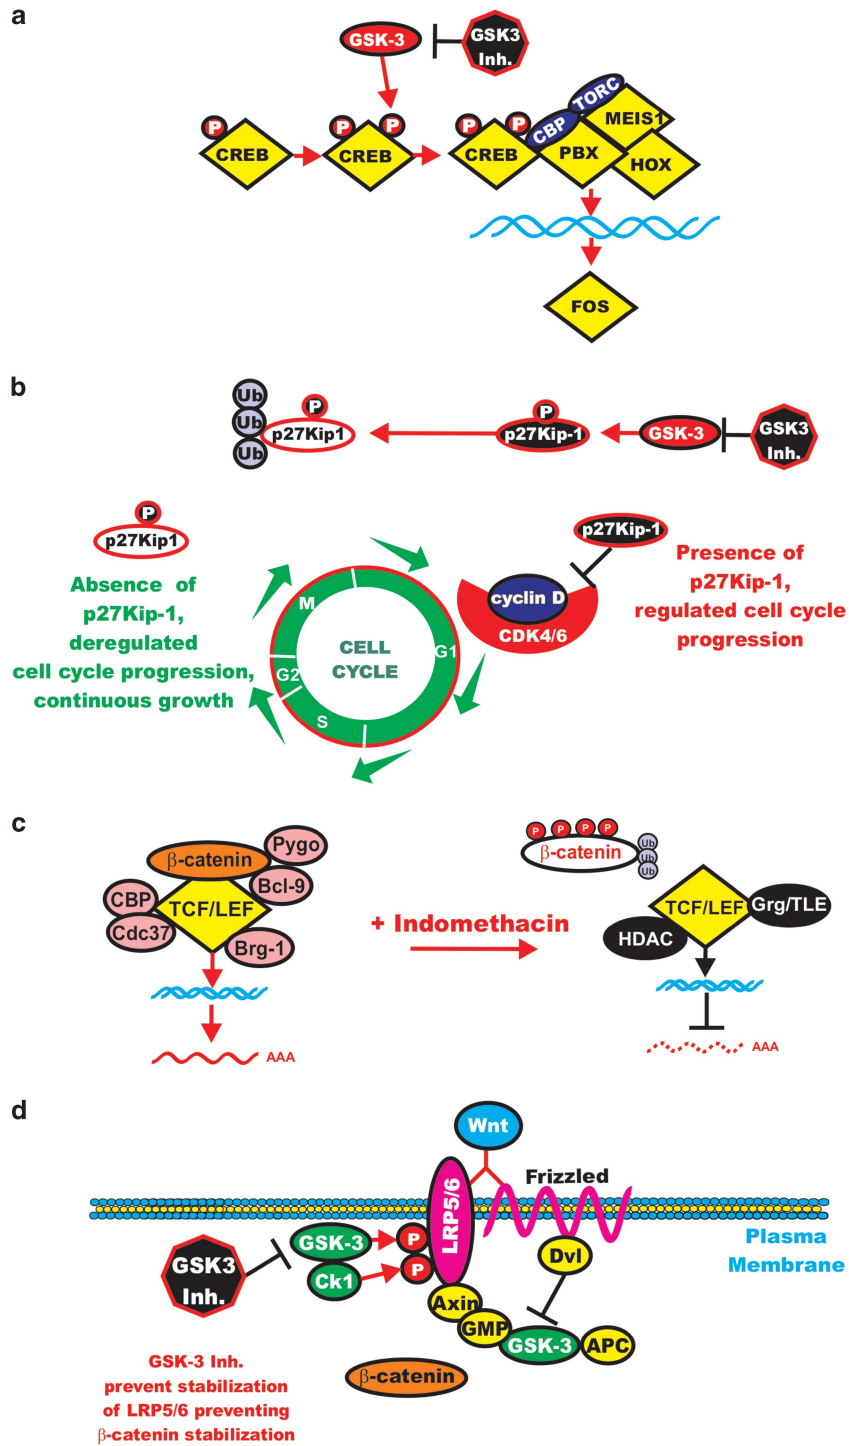 a
GSK-3
GSK3
Inh.
P
CREB
P
P
CREB
P
P
CREB
CBP
TORC
PBX
MEIS1
HOX
FOS
b
Ub
Ub
Ub
P
p27Kip1
P
p27Kip-1
GSK-3
GSK3
Inh.
P
p27Kip1
Absence of
p27Kip-1,
deregulated
cell cycle progression,
continuous growth
M
G2
S
G1
CELL
CYCLE
cyclin D
CDK4/6
p27Kip-1
Presence of
p27Kip-1,
regulated cell cycle
progression
c
β-catenin
Pygo
Bcl-9
CBP
Cdc37
TCF/LEF
Brg-1
AAA
+ Indomethacin
P
P
P
P
β-catenin
Ub
Ub
Ub
TCF/LEF
Grg/TLE
HDAC
AAA
d
Wnt
Frizzled
LRP5/6
Plasma
Membrane
GSK3
Inh.
GSK-3
P
Ck1
P
Dvl
Axin
GMP
GSK-3
APC
β-catenin
GSK-3 Inh.
prevent stabilization
of LRP5/6 preventing
β-catenin stabilization